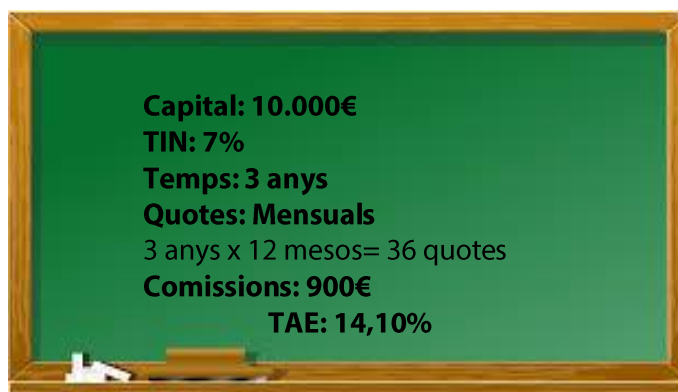 Capital: 10.000€
TIN: 7%
Temps: 3 anys
Quotes: Mensuals
3 anys x 12 mesos= 36 quotes
Comissions: 900€
TAE: 14,10%